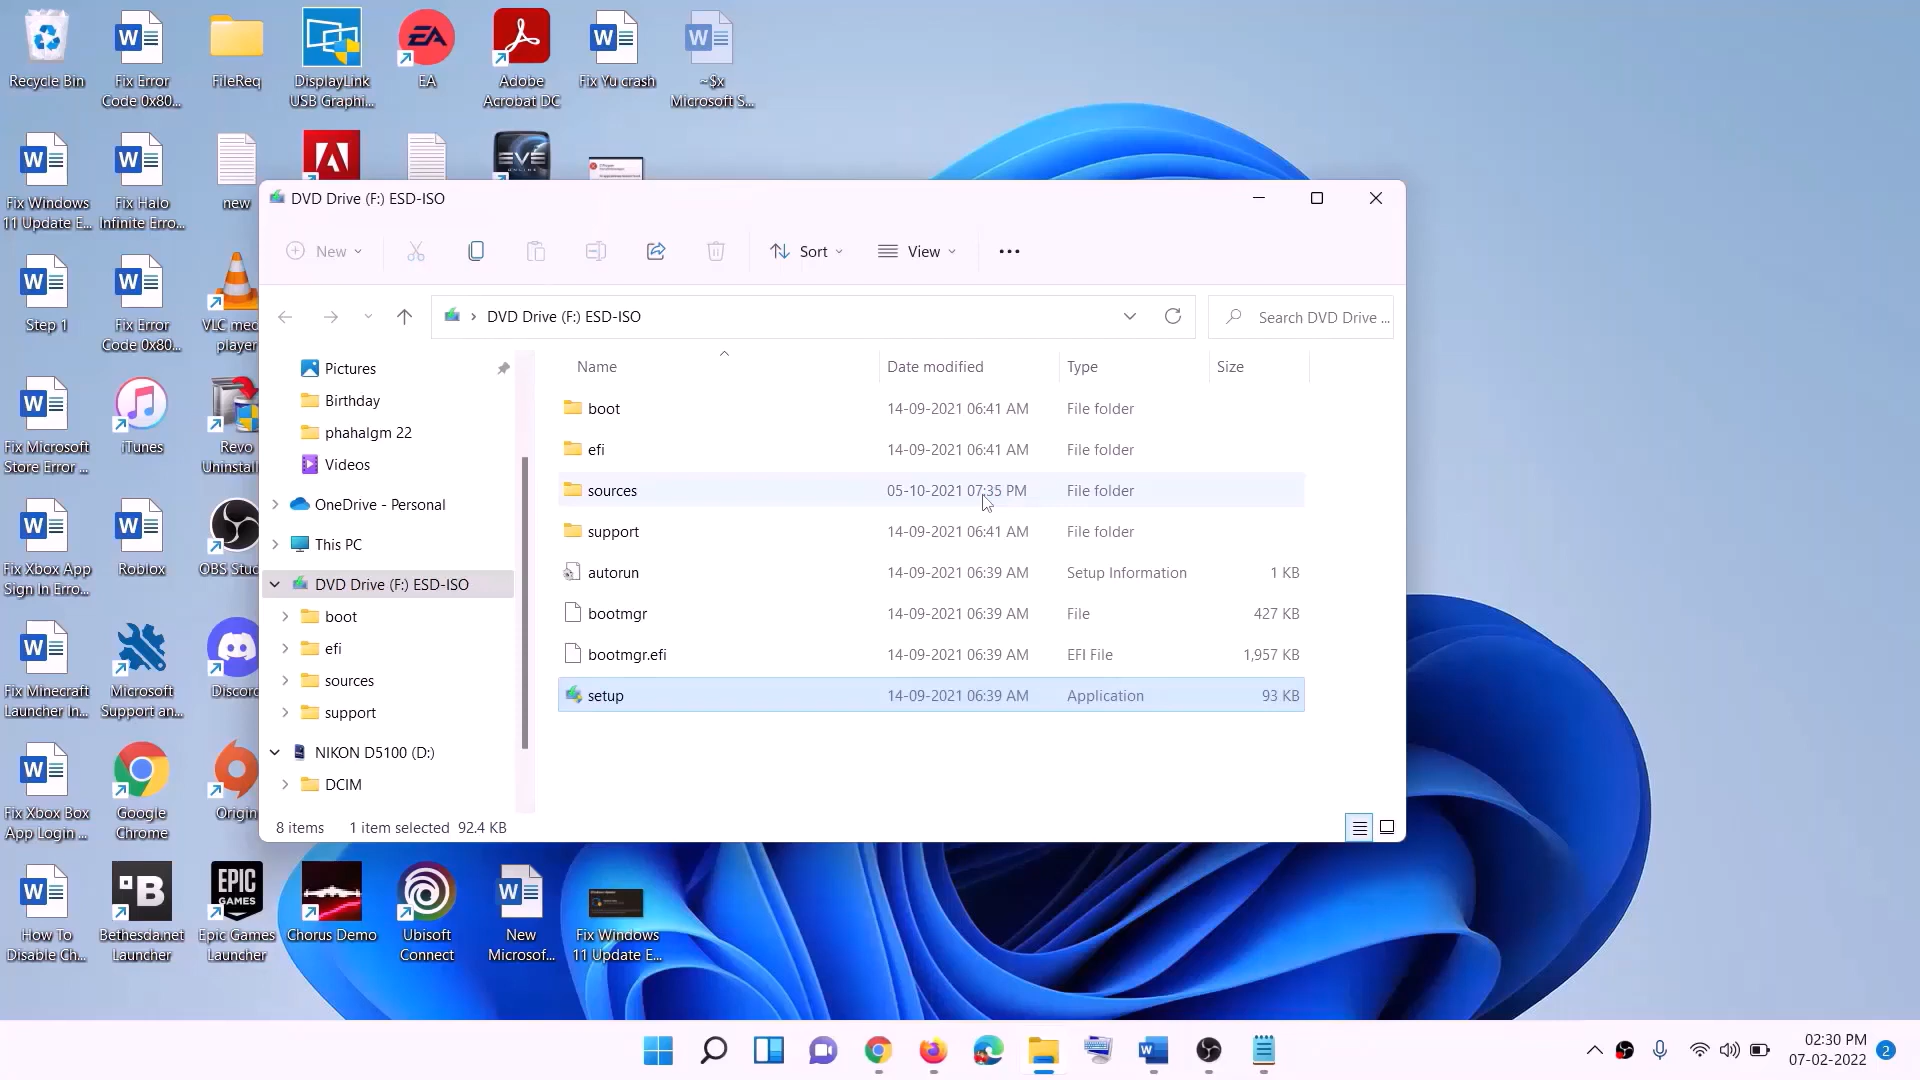 Recycle Bin
Fix Error
Code 0x80...
FileReq
DisplayLink
USB Graphi...
EA
EA
Adobe
Acrobat DC
Fix Yu crash
~$x
Microsoft S...
Fix Windows
11 Update E...
Fix Halo
Infinite Erro...
new
EVE
ONLINE
Step 1
Fix Error
Code 0x80...
VLC med
player
Fix Microsoft
Store Error ...
iTunes
Revo
Uninstal
Fix Xbox App
Sign In Erro...
Roblox
OBS Stud
Fix Minecraft
Launcher In...
Microsoft
Support an...
Discord
Fix Xbox Box
App Login ...
Google
Chrome
Origin
How To
Disable Ch...
Bethesda.net
Launcher
EPIC
GAMES
Epic Games
Launcher
Chorus Demo
Ubisoft
Connect
New
Microsof...
Fix Windows
11 Update E...
DVD Drive (F:) ESD-ISO
New
Sort
View
DVD Drive (F:) ESD-ISO
Search DVD Drive ...
Pictures
Birthday
phahalgm 22
Videos
OneDrive - Personal
This PC
DVD Drive (F:) ESD-ISO
boot
efi
sources
support
NIKON D5100 (D:)
DCIM
Name Date modified Type Size
boot 14-09-2021 06:41 AM File folder
efi 14-09-2021 06:41 AM File folder
sources 05-10-2021 07:35 PM File folder
support 14-09-2021 06:41 AM File folder
autorun 14-09-2021 06:39 AM Setup Information 1 KB
bootmgr 14-09-2021 06:39 AM File 427 KB
bootmgr.efi 14-09-2021 06:39 AM EFI File 1,957 KB
setup 14-09-2021 06:39 AM Application 93 KB
8 items 1 item selected 92.4 KB
02:30 PM
07-02-2022
2